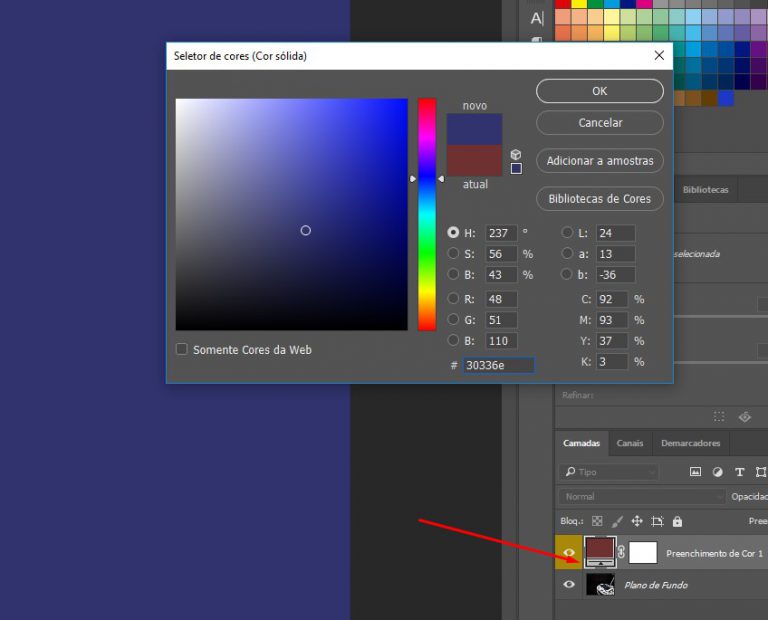 A|
Seletor de cores (Cor sólida)
novo
atual
OK
Cancelar
Adicionar a amostras
Bibliotecas de Cores
H: 237 °
S: 56 %
B: 43 %
R: 48
G: 51
B: 110
# 30336e
L: 24
a: 13
b: -36
C: 92 %
M: 93 %
Y: 37 %
K: 3 %
Somente Cores da Web
Bibliotecas
selecionada
Refinar:
Camadas Canais Demarcadores
Tipo
T
Normal Opacidac
Bloq.: Pree
Preenchimento de Cor 1
Plano de Fundo